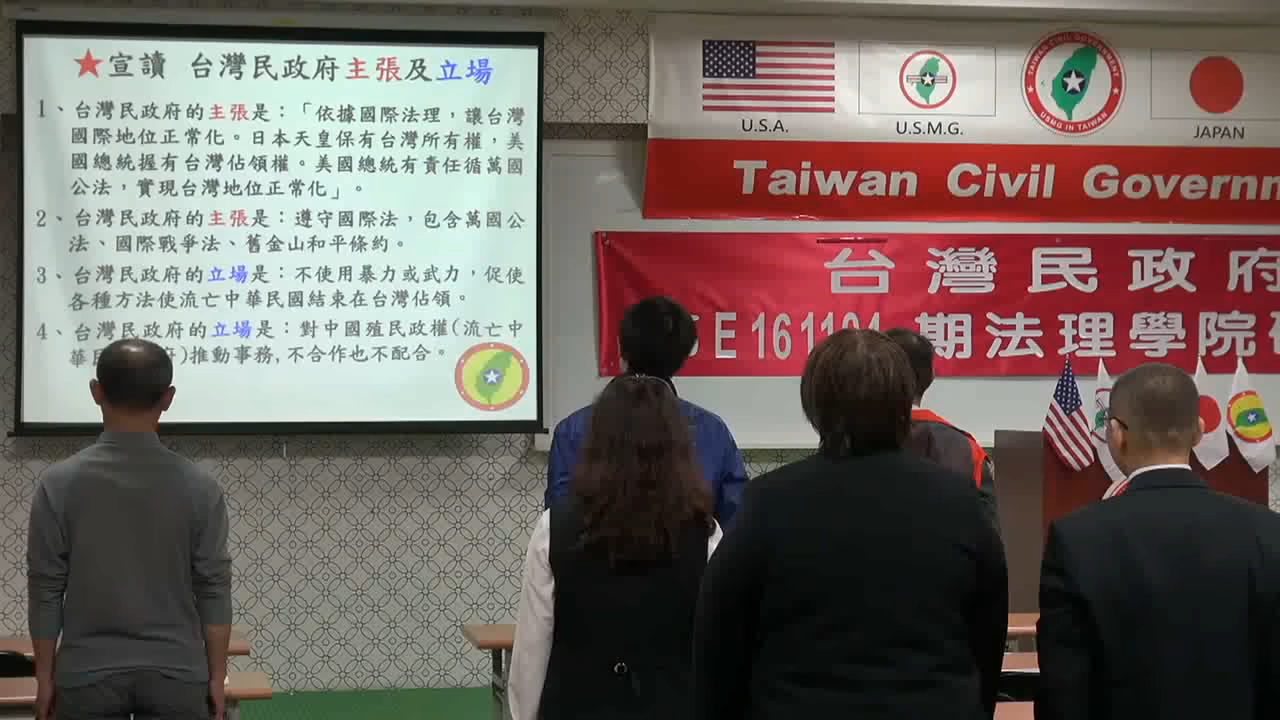 ★宣讀 台灣民政府主張及立場
1、台灣民政府的主張是：「依據國際法理，讓台灣
國際地位正常化。日本天皇保有台灣所有權，美
國總統握有台灣佔領權。美國總統有責任循萬國
公法，實現台灣地位正常化」。
2、台灣民政府的主張是：遵守國際法，包含萬國公
法、國際戰爭法、舊金山和平條約。
3、台灣民政府的立場是：不使用暴力或武力，促使
各種方法使流亡中華民國結束在台灣佔領。
4、台灣民政府的立場是：對中國殖民政權(流亡中
華民 府)推動事務,不合作也不配合。
U.S.A.
U.S.M.G.
TAIWAN CIVIL GOVERNMENT
USMG IN TAIWAN
JAPAN
Taiwan Civil Governm
台灣民政府
E 161104 期法理學院